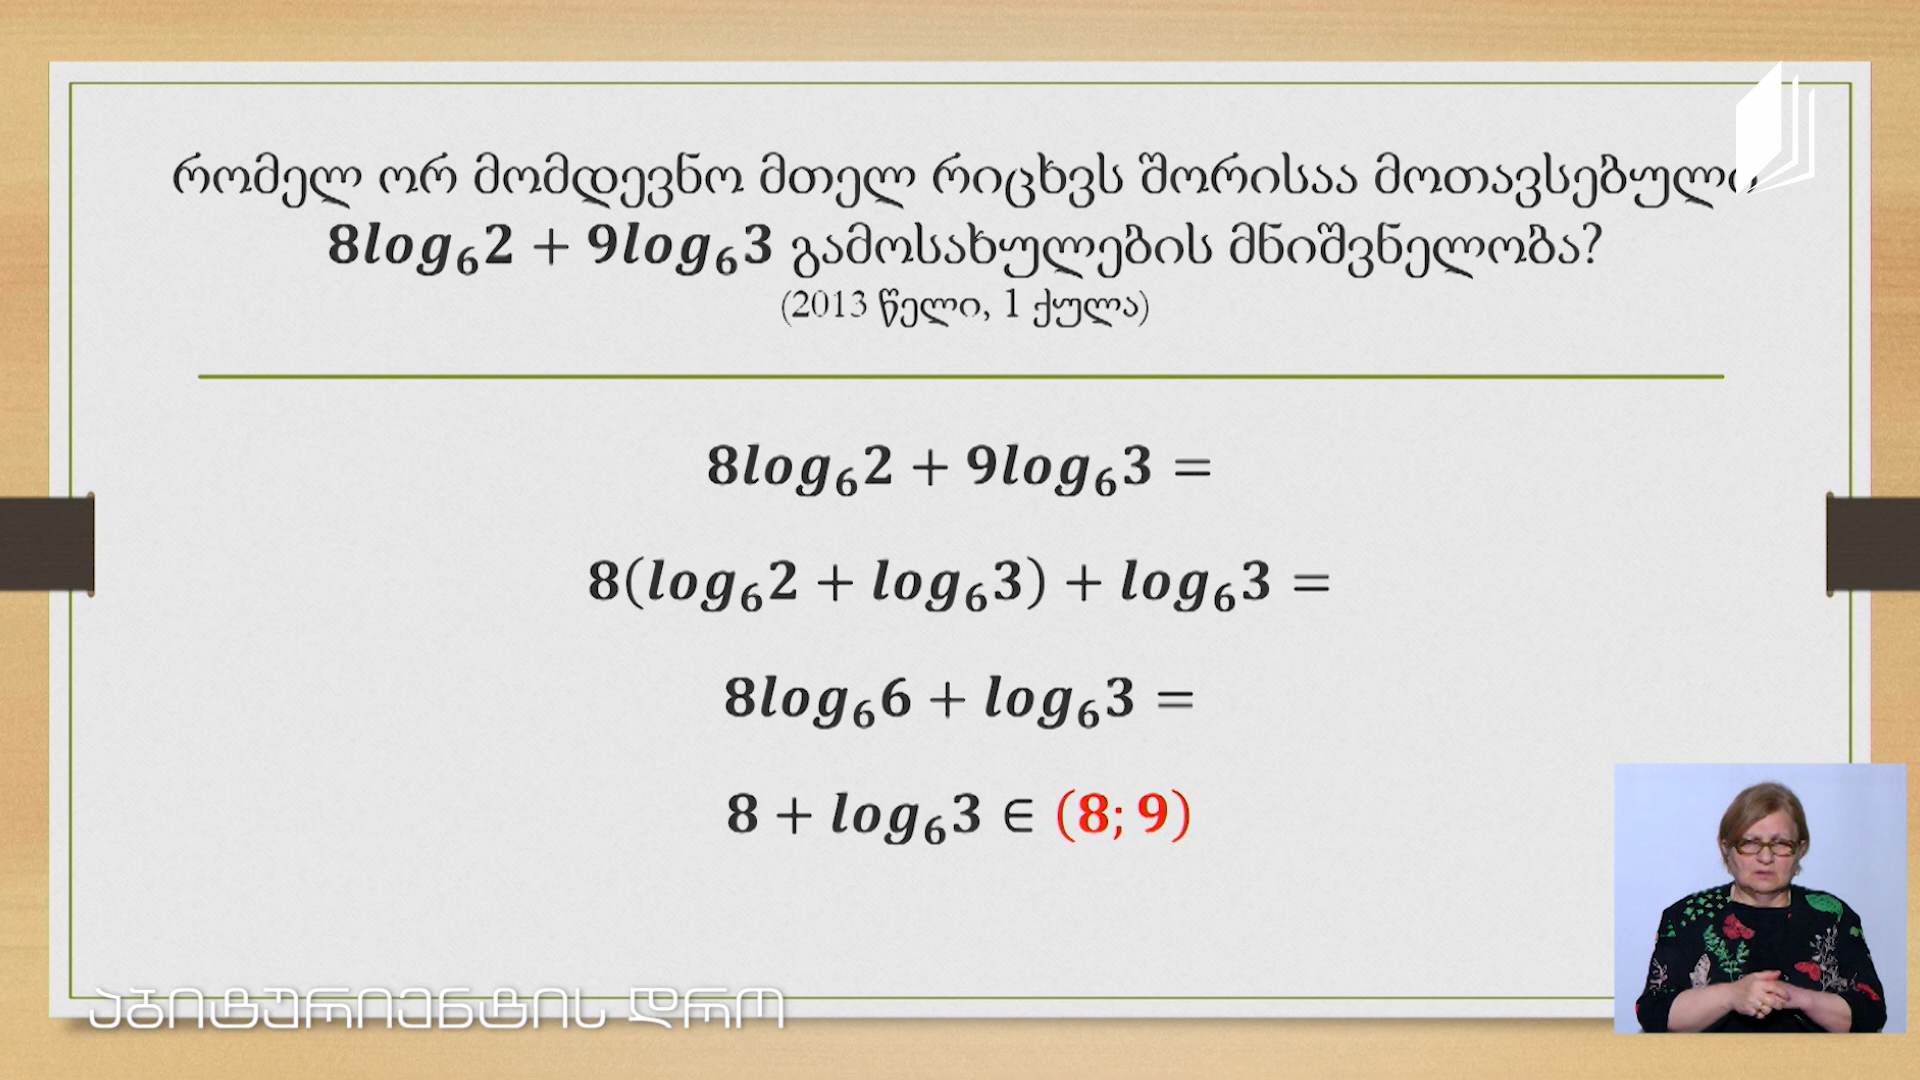 რომელ ორ მომდევნო მთელ რიცხვს შორისაა მოთავსებული
8log₆2 + 9log₆3 გამოსახულების მნიშვნელობა?
(2013 წელი, 1 ქულა)
8log₆2 + 9log₆3 =
8(log₆2 + log₆3) + log₆3 =
8log₆6 + log₆3 =
8 + log₆3 ∈ (8; 9)
აბიტურიენტის დრო